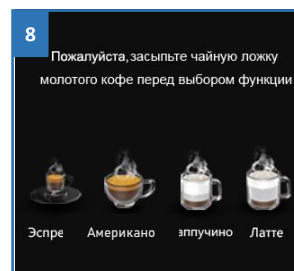 8
Пожалуйста, засыпьте чайную ложку
молотого кофе перед выбором функции
Эспре Американо аппучино Латте